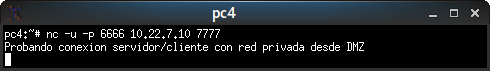 pc4
pc4:~# nc -u -p 6666 10.22.7.10 7777
Probando conexion servidor/cliente con red privada desde DMZ